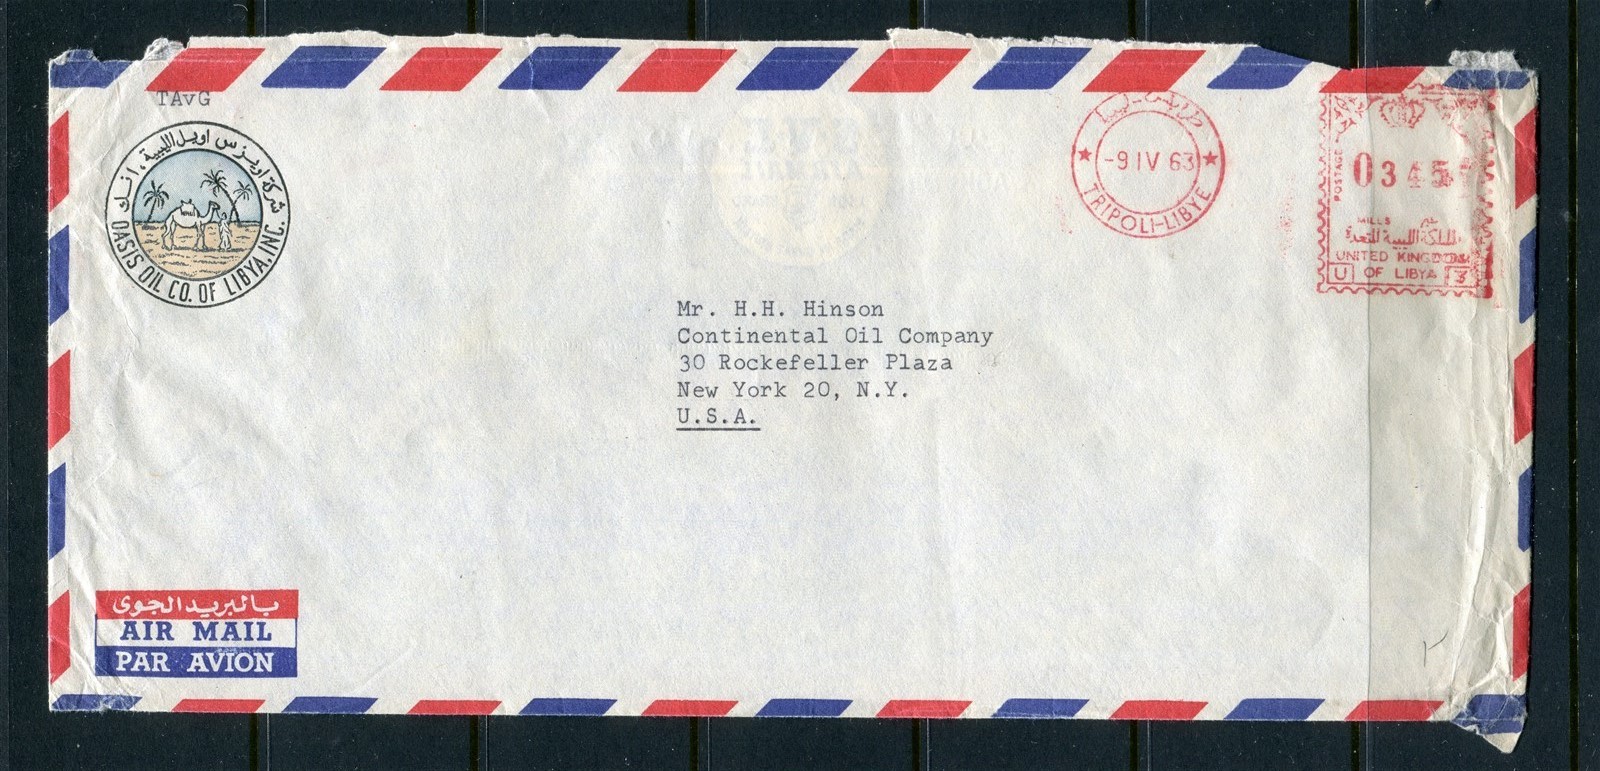 TAvG
شركة اويزس اويل الليبية، انك
OASIS OIL CO. OF LIBYA, INC.
طرابلس - ليبيا
-9 IV 63
TRIPOLI-LIBYE
POSTAGE
0345
MILLS
المملكة الليبية المتحدة
UNITED KINGDOM
U OF LIBYA 3
Mr. H.H. Hinson
Continental Oil Company
30 Rockefeller Plaza
New York 20, N.Y.
U.S.A.
بالبريد الجوى
AIR MAIL
PAR AVION